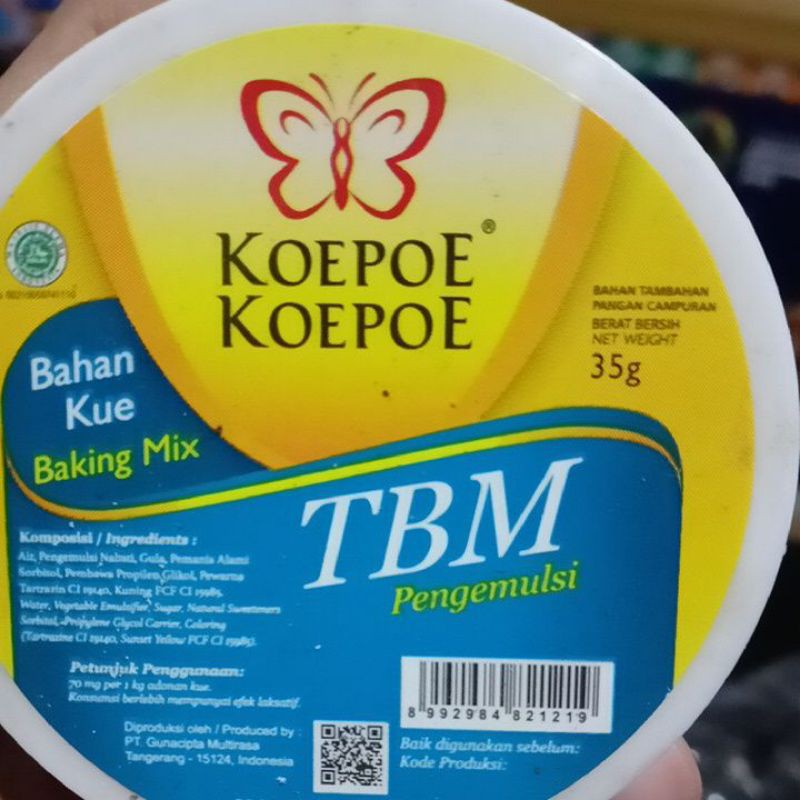 KOEPOE®
KOEPOE
BAHAN TAMBAHAN
PANGAN CAMPURAN
BERAT BERSIH
NET WEIGHT
35g
Bahan
Kue
Baking Mix
TBM
Pengemulsi
Komposisi / Ingredients :
Air, Pengemulsi Nabati, Gula, Pemanis Alami
Sorbitol, Pembawa Propilen Glikol, Pewarna
Tartrazin CI 19140, Kuning FCF CI 15985.
Water, Vegetable Emulsifier, Sugar, Natural Sweeteners
Sorbitol, Propylene Glycol Carrier, Coloring
(Tartrazine CI 19140, Sunset Yellow FCF CI 15985).
Petunjuk Penggunaan:
70 mg per 1 kg adonan kue.
Konsumsi berlebih mempunyai efek laksatif.
Diproduksi oleh / Produced by :
PT. Gunacipta Multirasa
Tangerang - 15124, Indonesia
8 992984 821219
Baik digunakan sebelum:
Kode Produksi: